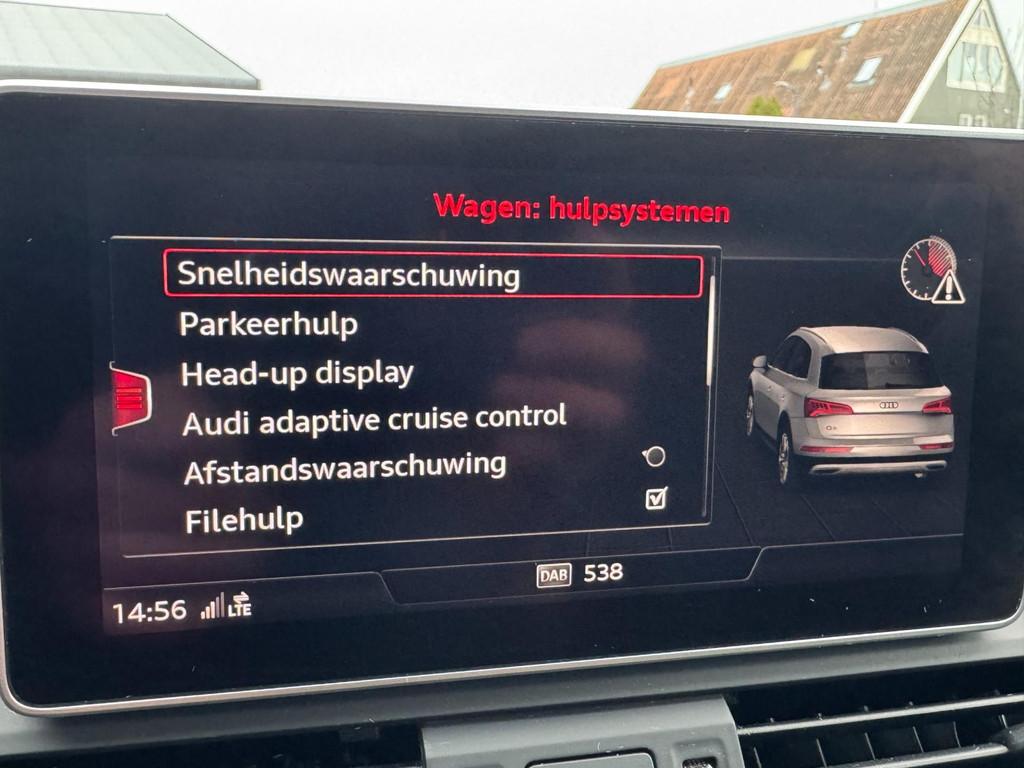 Wagen: hulpsystemen
Snelheidswaarschuwing
Parkeerhulp
Head-up display
Audi adaptive cruise control
Afstandswaarschuwing
Filehulp
DAB 538
14:56 LTE